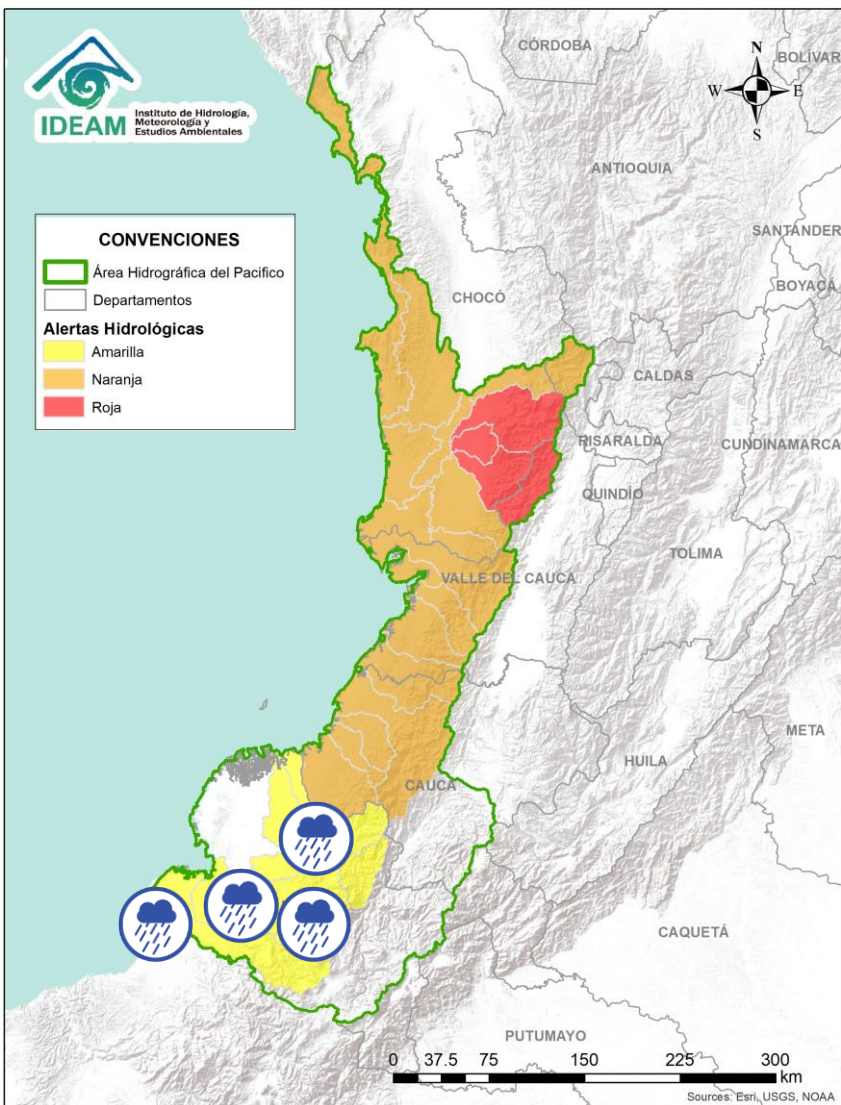 IDEAM
Instituto de Hidrología,
Meteorología y
Estudios Ambientales
CÓRDOBA
BOLÍVAR
N
W
E
S
ANTIOQUIA
CONVENCIONES
Área Hidrográfica del Pacifico
Departamentos
Alertas Hidrológicas
Amarilla
Naranja
Roja
SANTÁNDER
BOYACÁ
CHOCÓ
CALDAS
RISARALDA
CUNDINAMARCA
QUINDÍO
TOLIMA
VALLE DEL CAUCA
META
HUILA
CAUCA
CAQUETÁ
PUTUMAYO
0 37.5 75 150 225 300
km
Sources: Esri, USGS, NOAA